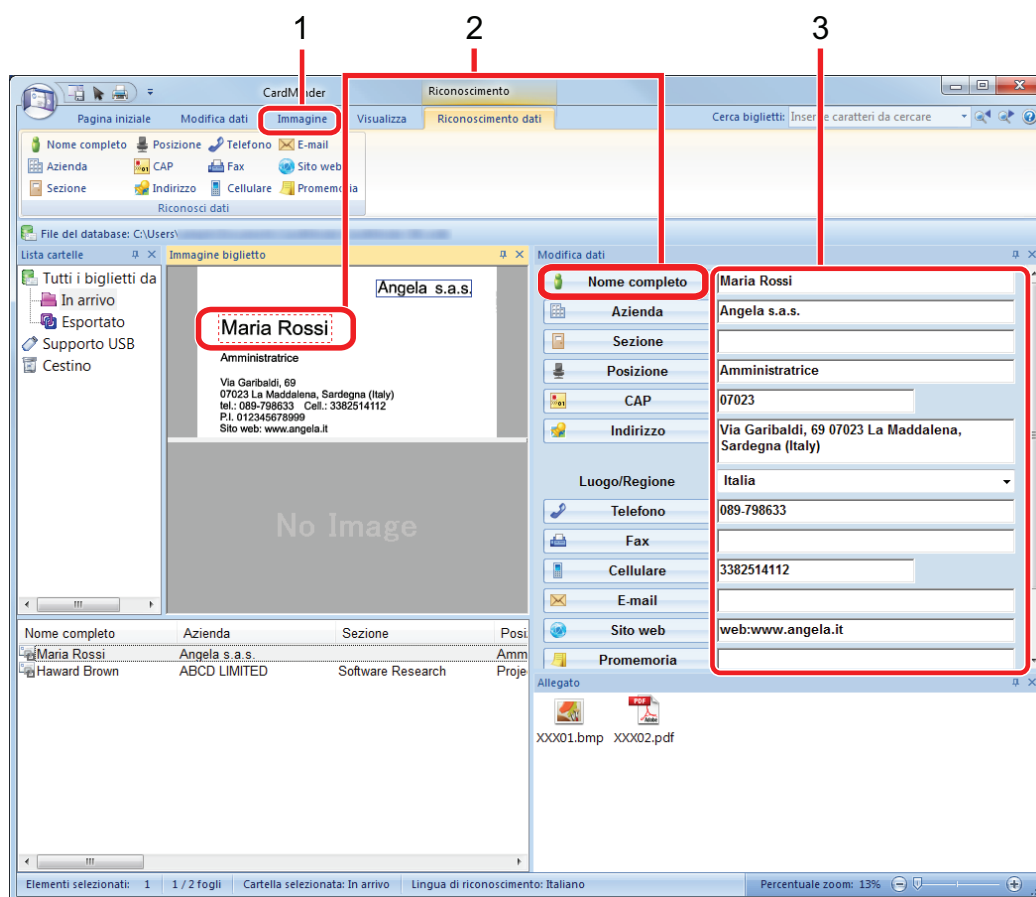 1 2 3
CardMinder Riconoscimento
Pagina iniziale Modifica dati Immagine Visualizza Riconoscimento dati Cerca biglietti: Inserire caratteri da cercare
Nome completo Posizione Telefono E-mail
Azienda CAP Fax Sito web
Sezione Indirizzo Cellulare Promemoria
Riconosci dati
File del database: C:\Users\
Lista cartelle
Tutti i biglietti da
In arrivo
Esportato
Supporto USB
Cestino
Immagine biglietto
Angela s.a.s.
Maria Rossi
Amministratrice
Via Garibaldi, 69
07023 La Maddalena, Sardegna (Italy)
tel.: 089-798633 Cell.: 3382514112
P.I. 012345678999
Sito web: www.angela.it
No Image
Modifica dati
Nome completo Maria Rossi
Azienda Angela s.a.s.
Sezione
Posizione Amministratrice
CAP 07023
Indirizzo Via Garibaldi, 69 07023 La Maddalena,
Sardegna (Italy)
Luogo/Regione Italia
Telefono 089-798633
Fax
Cellulare 3382514112
E-mail
Sito web web:www.angela.it
Promemoria
Nome completo Azienda Sezione Posi
Maria Rossi Angela s.a.s. Amm
Haward Brown ABCD LIMITED Software Research Proje
Allegato
XXX01.bmp XXX02.pdf
Elementi selezionati: 1 1 / 2 fogli Cartella selezionata: In arrivo Lingua di riconoscimento: Italiano Percentuale zoom: 13%